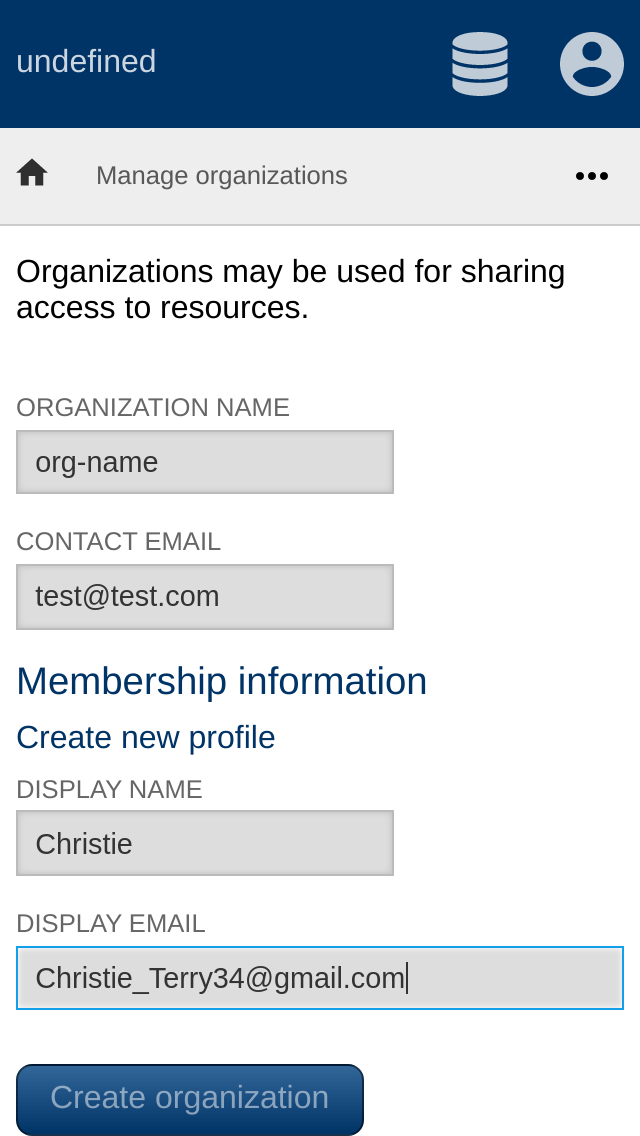 undefined
Manage organizations
Organizations may be used for sharing
access to resources.
ORGANIZATION NAME
org-name
CONTACT EMAIL
test@test.com
Membership information
Create new profile
DISPLAY NAME
Christie
DISPLAY EMAIL
Christie_Terry34@gmail.com
Create organization